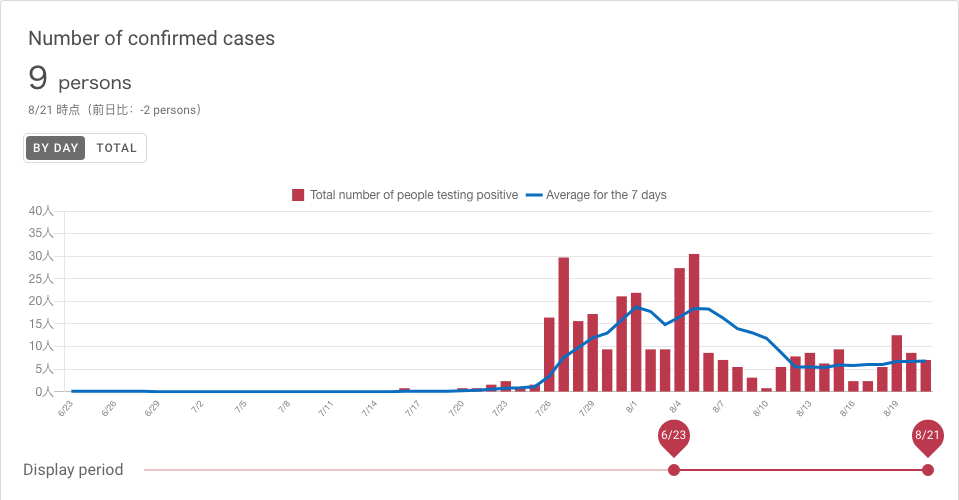 Number of confirmed cases
9 persons
8/21 時点（前日比：-2 persons）
BY DAY TOTAL
Total number of people testing positive Average for the 7 days
40人
35人
30人
25人
20人
15人
10人
5人
0人
6/23 6/26 6/29 7/2 7/5 7/8 7/11 7/14 7/17 7/20 7/23 7/26 7/29 8/1 8/4 8/7 8/10 8/13 8/16 8/19
6/23 8/21
Display period